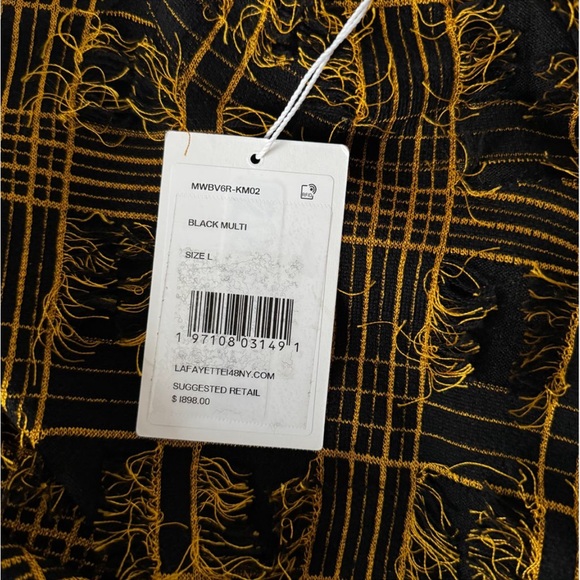 MWBV6R-KM02
BLACK MULTI
SIZE L
1 97108 03149 1
LAFAYETTE148NY.COM
SUGGESTED RETAIL
$ 1898.00